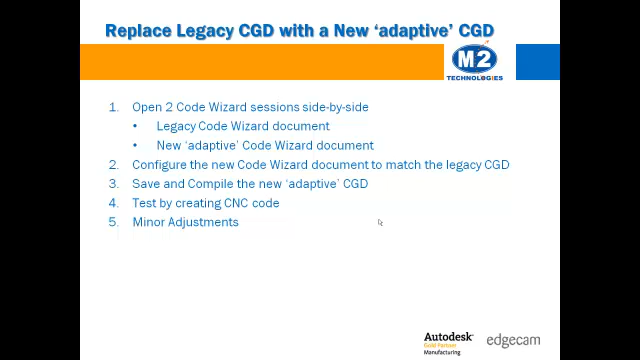 Replace Legacy CGD with a New ‘adaptive’ CGD
M2
TECHNOLOGIES
1. Open 2 Code Wizard sessions side-by-side
• Legacy Code Wizard document
• New ‘adaptive’ Code Wizard document
2. Configure the new Code Wizard document to match the legacy CGD
3. Save and Compile the new ‘adaptive’ CGD
4. Test by creating CNC code
5. Minor Adjustments
Autodesk
Gold Partner
Manufacturing
edgecam